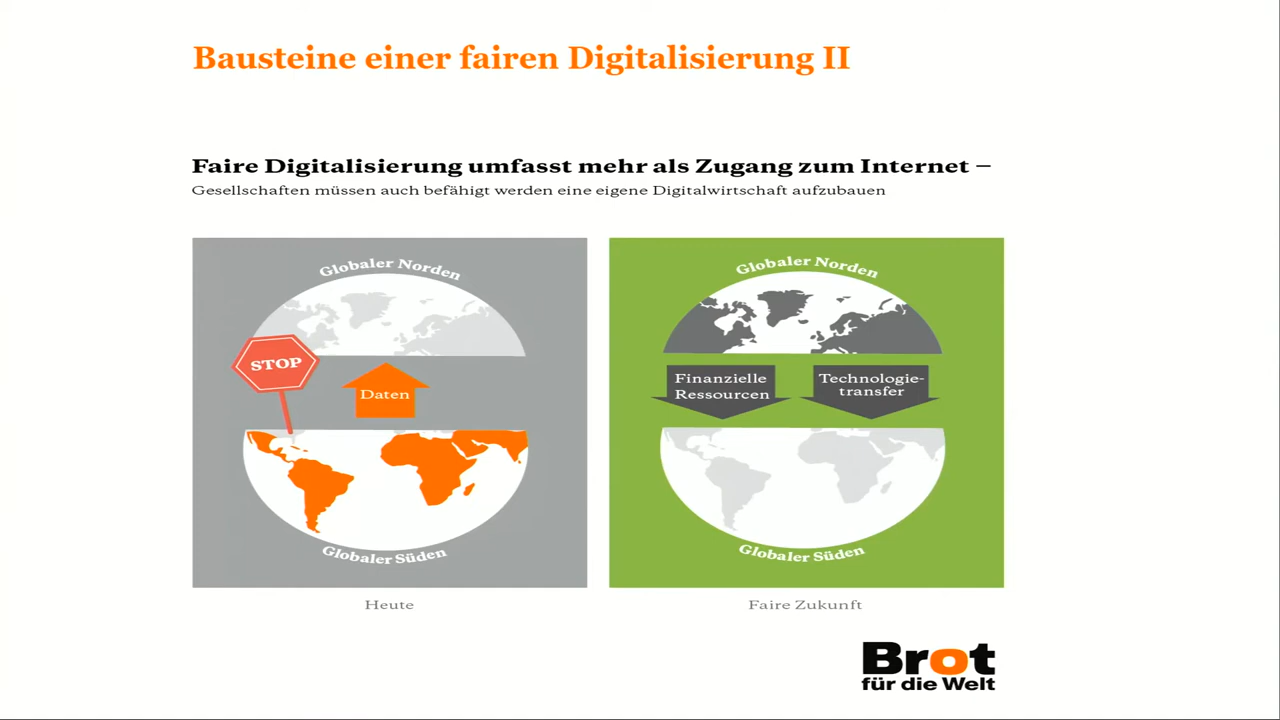 Bausteine einer fairen Digitalisierung II
Faire Digitalisierung umfasst mehr als Zugang zum Internet –
Gesellschaften müssen auch befähigt werden eine eigene Digitalwirtschaft aufzubauen
Globaler Norden
STOP
Daten
Globaler Süden
Heute
Globaler Norden
Finanzielle
Ressourcen
Technologie-
transfer
Globaler Süden
Faire Zukunft
Brot
für die Welt